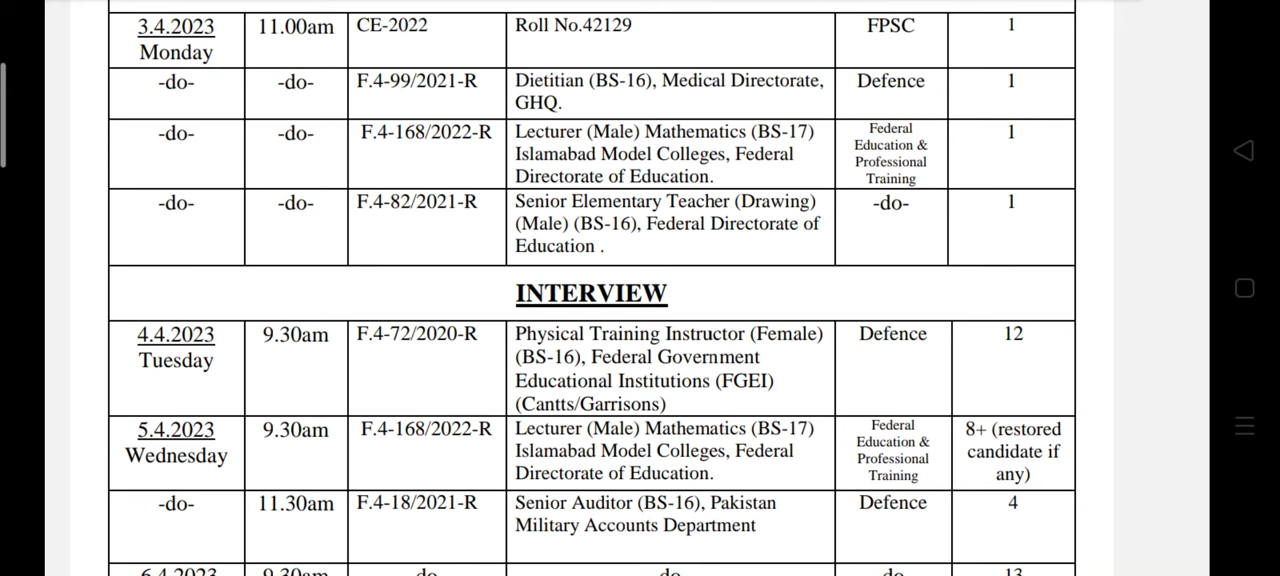 3.4.2023 11.00am CE-2022 Roll No.42129 FPSC 1
Monday
-do- -do- F.4-99/2021-R Dietitian (BS-16), Medical Directorate, Defence 1
GHQ.
-do- -do- F.4-168/2022-R Lecturer (Male) Mathematics (BS-17) Federal 1
Islamabad Model Colleges, Federal Education &
Directorate of Education. Professional
Training
-do- -do- F.4-82/2021-R Senior Elementary Teacher (Drawing) -do- 1
(Male) (BS-16), Federal Directorate of
Education .
INTERVIEW
4.4.2023 9.30am F.4-72/2020-R Physical Training Instructor (Female) Defence 12
Tuesday (BS-16), Federal Government
Educational Institutions (FGEI)
(Cantts/Garrisons)
5.4.2023 9.30am F.4-168/2022-R Lecturer (Male) Mathematics (BS-17) Federal 8+ (restored
Wednesday Islamabad Model Colleges, Federal Education & candidate if
Directorate of Education. Professional any)
Training
-do- 11.30am F.4-18/2021-R Senior Auditor (BS-16), Pakistan Defence 4
Military Accounts Department
6.4.2023 9.30am do do do 13